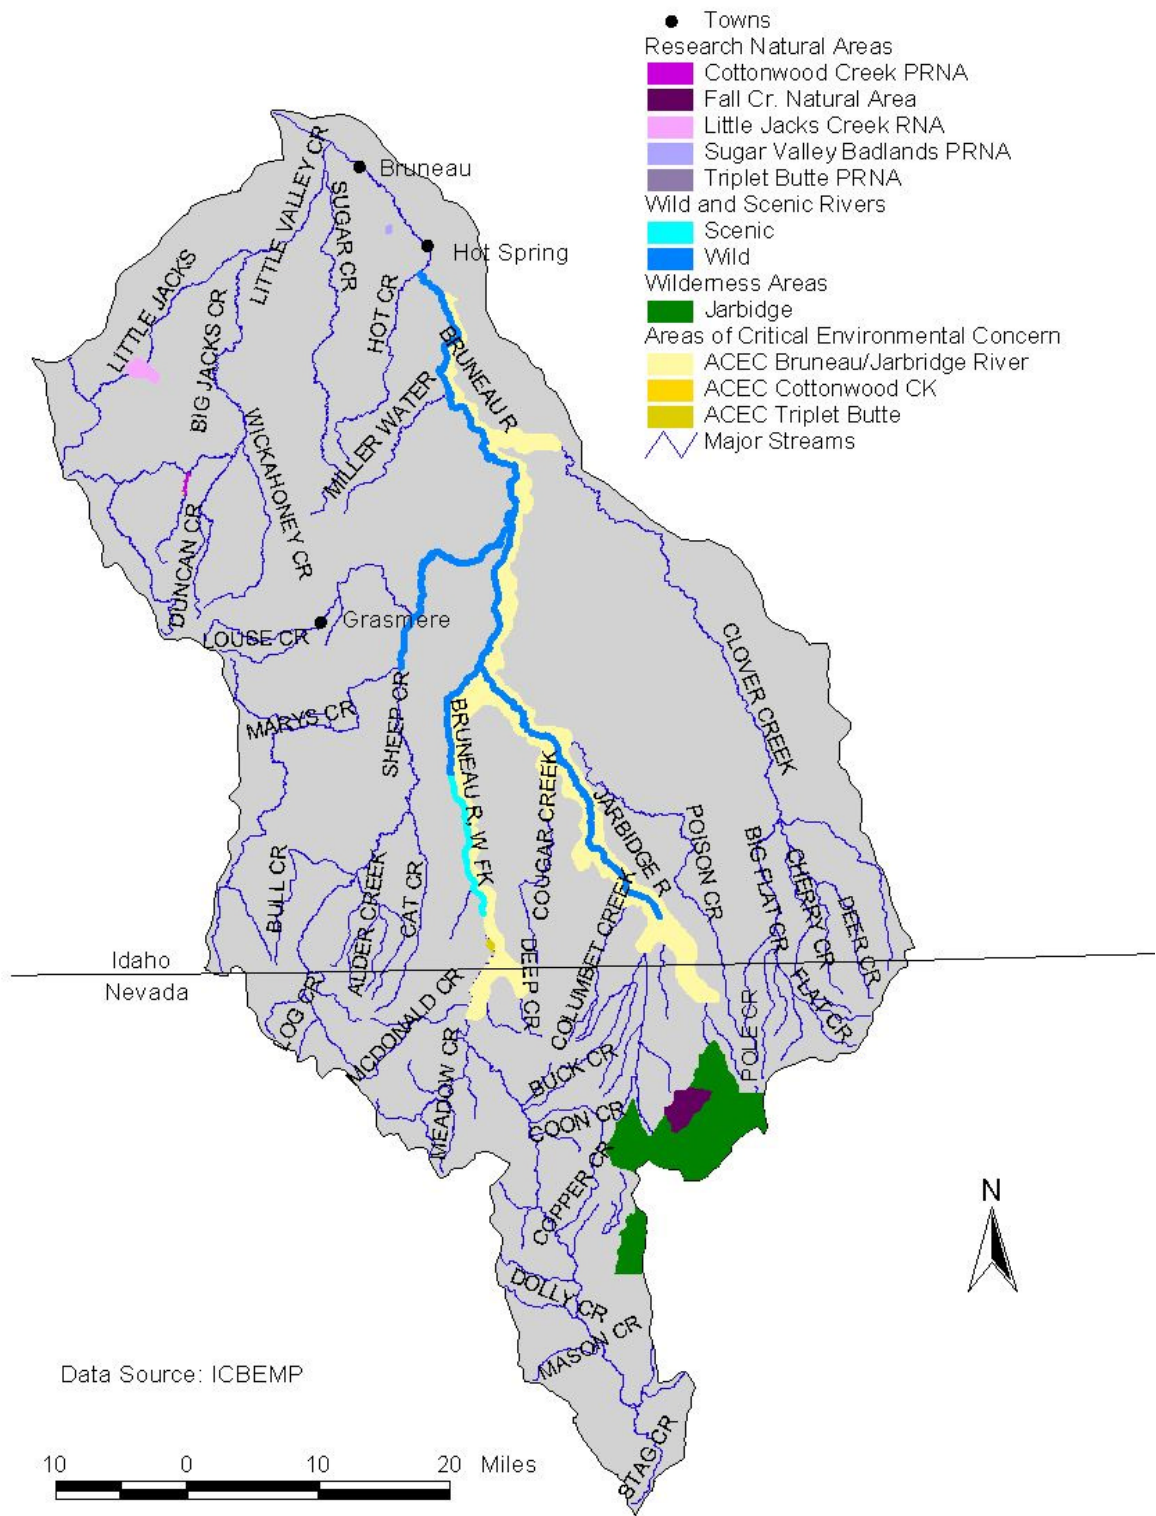 Towns
Research Natural Areas
Cottonwood Creek PRNA
Fall Cr. Natural Area
Little Jacks Creek RNA
Sugar Valley Badlands PRNA
Triplet Butte PRNA
Wild and Scenic Rivers
Scenic
Wild
Wilderness Areas
Jarbidge
Areas of Critical Environmental Concern
ACEC Bruneau/Jarbridge River
ACEC Cottonwood CK
ACEC Triplet Butte
Major Streams
Bruneau
Hot Spring
LITTLE VALLEY CR
SUGAR CR
LITTLE JACKS
BIG JACKS CR
HOT CR
BRUNEAU R
MILLER WATER
WICKAHONEY CR
DUNCAN CR
Grasmere
LOUSE CR
CLOVER CREEK
MARYS CR
SHEEP CR
BRUNEAU R, W FK
COUGAR CREEK
JARBIDGE R
POISON CR
BIG FLAT CR
CHERRY CR
DEER CR
BULL CR
ALDER CREEK
CAT CR
COLUMBET CREEK
DEEP CR
FLAT CR
Idaho
Nevada
LOG CR
MCDONALD CR
MEADOW CR
BUCK CR
POLE CR
COON CR
COPPER CR
DOLLY CR
MASON CR
STAG CR
N
Data Source: ICBEMP
10 0 10 20 Miles